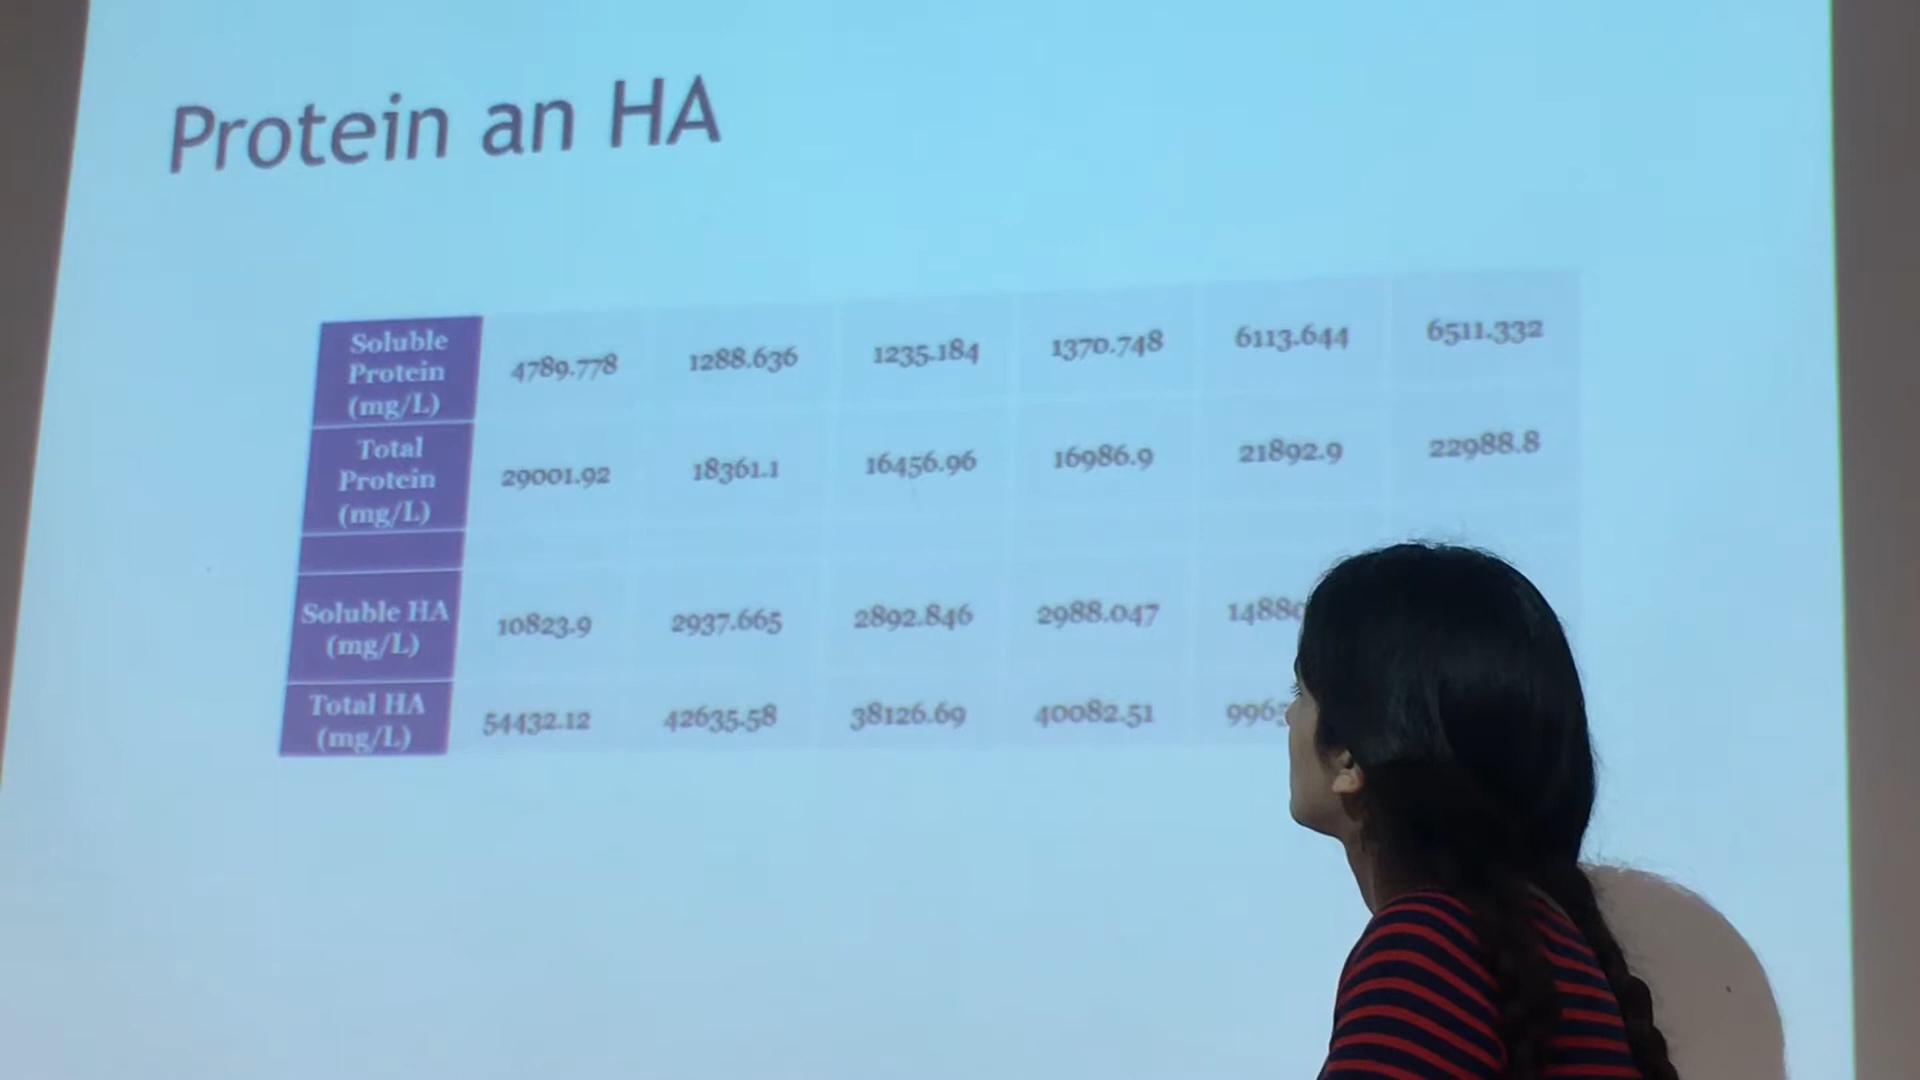 Protein an HA
Soluble Protein (mg/L) 4789.778 1288.636 1235.184 1370.748 6113.644 6511.332
Total Protein (mg/L) 29001.92 18361.1 16456.96 16986.9 21892.9 22988.8
Soluble HA (mg/L) 10823.9 2937.665 2892.846 2988.047
Total HA (mg/L) 54432.12 42635.58 38126.69 40082.51